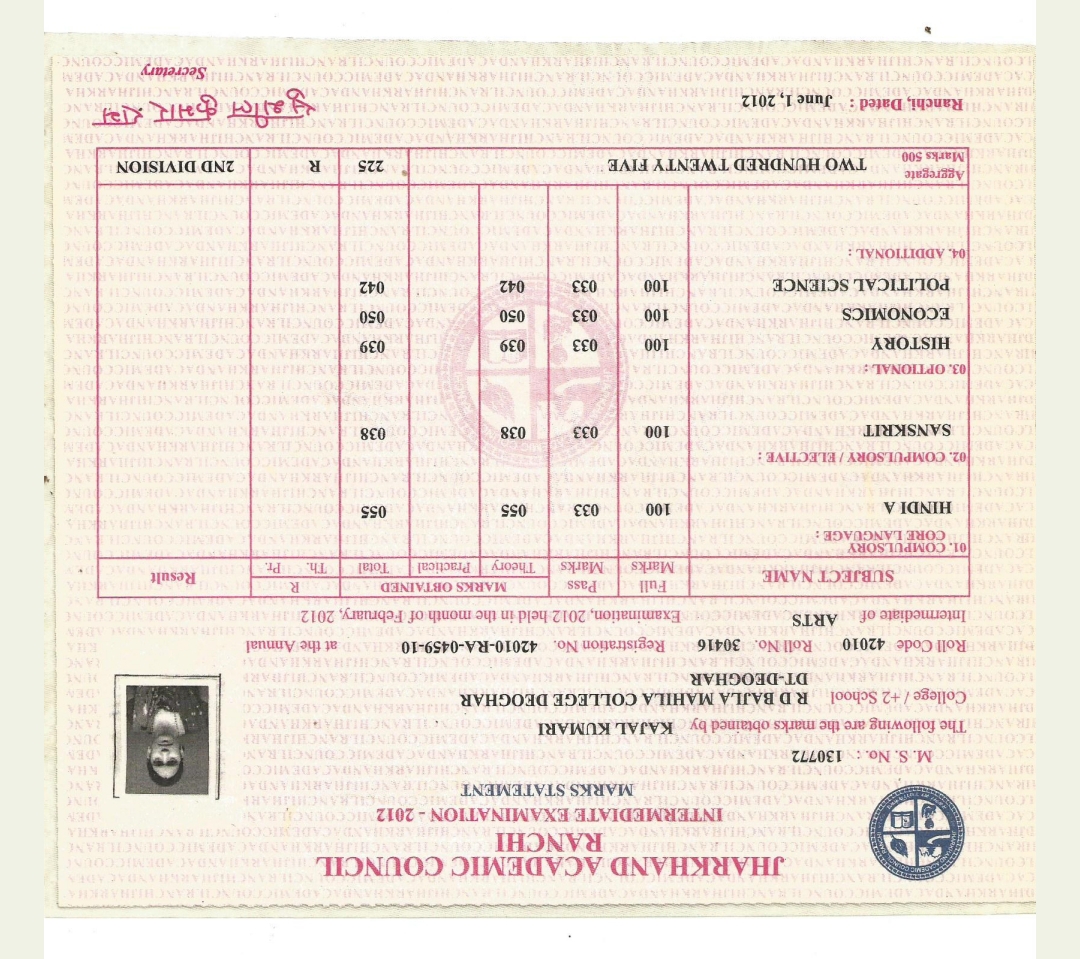 JHARKHAND ACADEMIC COUNCIL
RANCHI
INTERMEDIATE EXAMINATION - 2012
MARKS STATEMENT
M. S. No. : 130772
The following are the marks obtained by KAJAL KUMARI
College / +2 School R D BAJLA MAHILA COLLEGE DEOGHAR
DT-DEOGHAR
Roll Code 42010 Roll No. 30416 Registration No. 42010-RA-0459-10 at the Annual
Intermediate of ARTS Examination, 2012 held in the month of February, 2012
SUBJECT NAME Full Marks Pass Marks MARKS OBTAINED R Result
Theory Practical Total Th. Pr.
01. COMPULSORY
CORE LANGUAGE :
HINDI A 100 033 055 055
02. COMPULSORY / ELECTIVE :
SANSKRIT 100 033 038 038
03. OPTIONAL :
HISTORY 100 033 039 039
ECONOMICS 100 033 050 050
POLITICAL SCIENCE 100 033 042 042
04. ADDITIONAL :
Aggregate
Marks 500 TWO HUNDRED TWENTY FIVE 225 R 2ND DIVISION
Ranchi, Dated : June 1, 2012
सुशील कुमार राय
Secretary